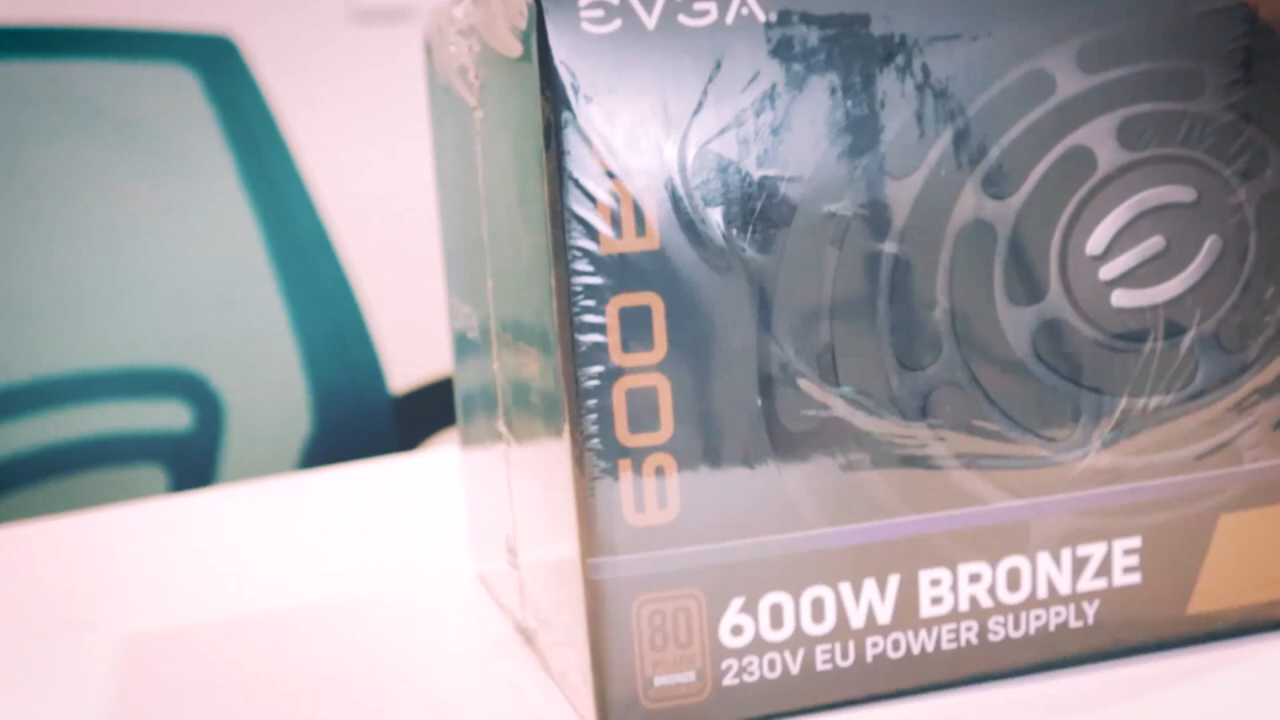 EVGA
600 B
80
PLUS
BRONZE
600W BRONZE
230V EU POWER SUPPLY